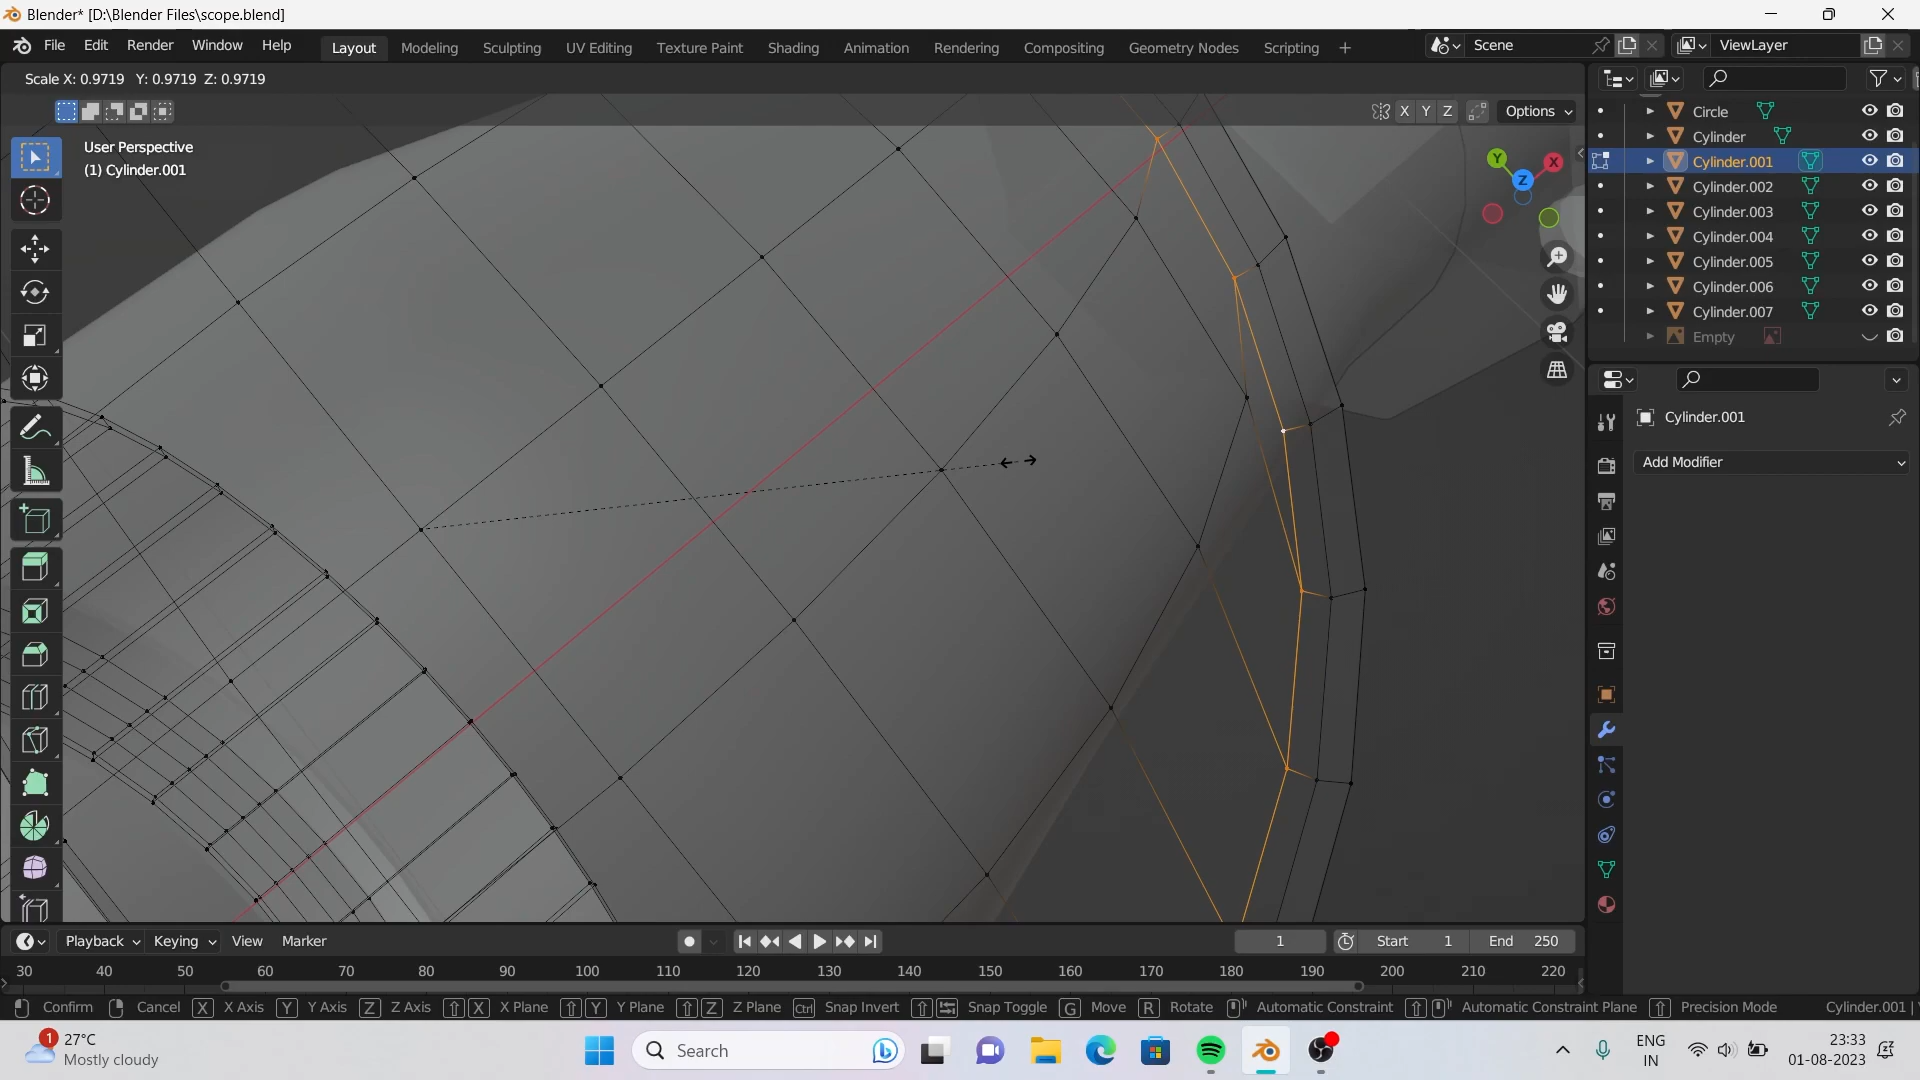 Blender* [D:\Blender Files\scope.blend]
File Edit Render Window Help Layout Modeling Sculpting UV Editing Texture Paint Shading Animation Rendering Compositing Geometry Nodes Scripting + Scene ViewLayer
Scale X: 0.9719 Y: 0.9719 Z: 0.9719
X Y Z Options
User Perspective
(1) Cylinder.001
Y X Z
Circle
Cylinder
Cylinder.001
Cylinder.002
Cylinder.003
Cylinder.004
Cylinder.005
Cylinder.006
Cylinder.007
Empty
Cylinder.001
Add Modifier
Playback Keying View Marker 1 Start 1 End 250
30 40 50 60 70 80 90 100 110 120 130 140 150 160 170 180 190 200 210 220
Confirm Cancel X X Axis Y Y Axis Z Z Axis X X Plane Y Y Plane Z Z Plane Ctrl Snap Invert Snap Toggle G Move R Rotate Automatic Constraint Automatic Constraint Plane Precision Mode Cylinder.001 |
1 27°C
Mostly cloudy
Search
ENG
IN
23:33
01-08-2023